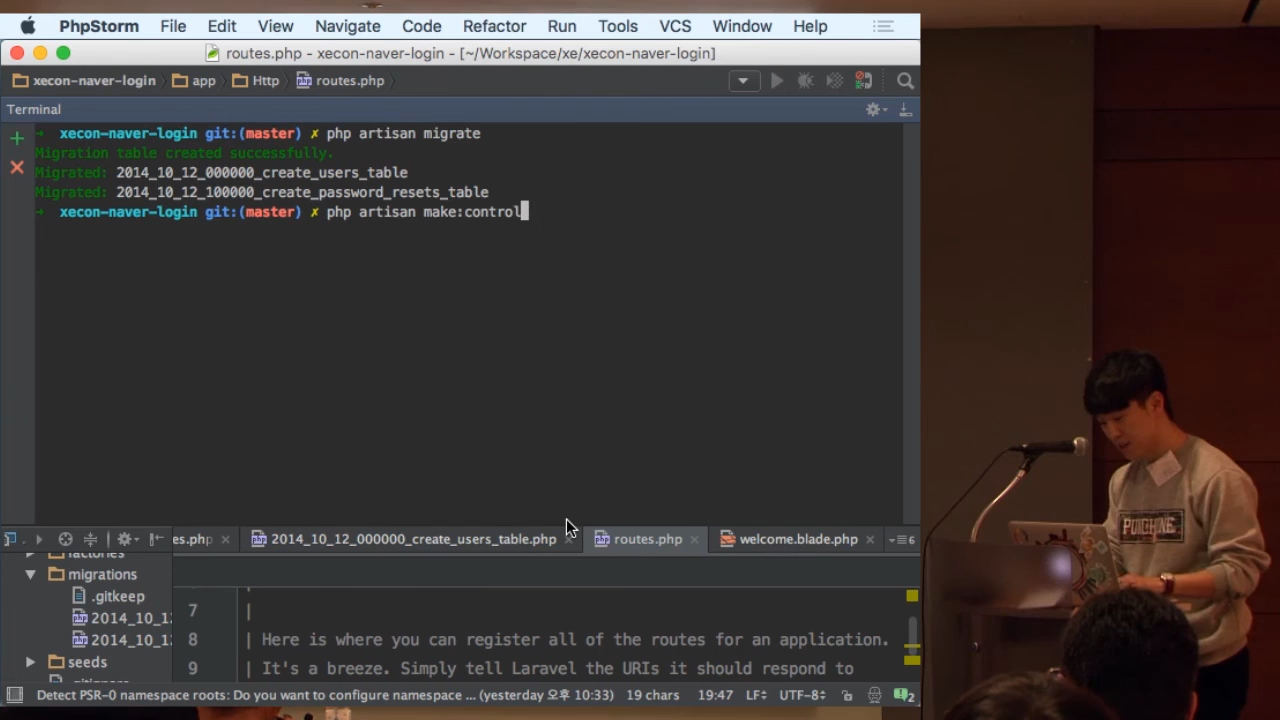 PhpStorm File Edit View Navigate Code Refactor Run Tools VCS Window Help
routes.php - xecon-naver-login - [~/Workspace/xe/xecon-naver-login]
xecon-naver-login app Http routes.php
Terminal
→ xecon-naver-login git:(master) ✗ php artisan migrate
Migration table created successfully.
Migrated: 2014_10_12_000000_create_users_table
Migrated: 2014_10_12_100000_create_password_resets_table
→ xecon-naver-login git:(master) ✗ php artisan make:control
es.php 2014_10_12_000000_create_users_table.php routes.php welcome.blade.php 6
factories
migrations
.gitkeep
2014_10_1
2014_10_1
seeds
7 |
8 | Here is where you can register all of the routes for an application.
9 | It's a breeze. Simply tell Laravel the URIs it should respond to
Detect PSR-0 namespace roots: Do you want to configure namespace ... (yesterday 오후 10:33) 19 chars 19:47 LF UTF-8 2